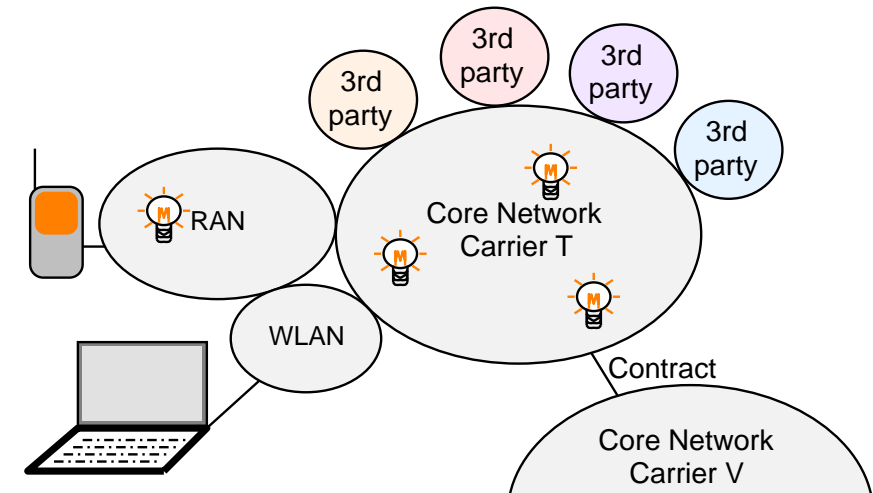 3rd
party
3rd
party
3rd
party
3rd
party
M
RAN
M
Core Network
Carrier T
M
M
WLAN
Contract
Core Network
Carrier V